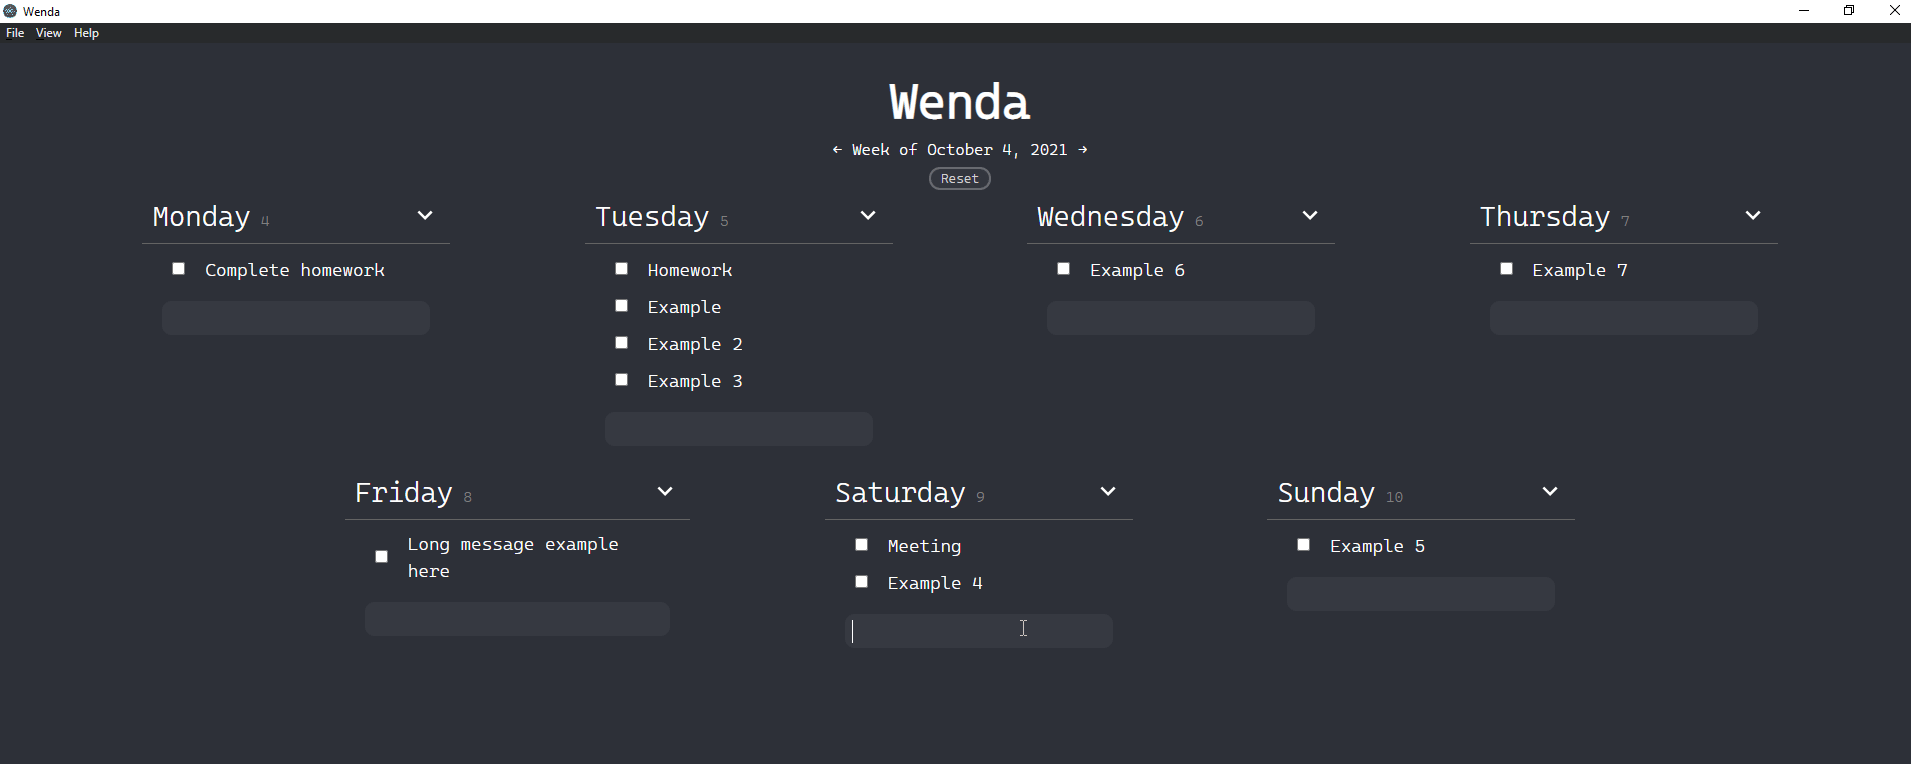 Wenda
File View Help
Wenda
← Week of October 4, 2021 →
Reset
Monday 4
Complete homework
Tuesday 5
Homework
Example
Example 2
Example 3
Wednesday 6
Example 6
Thursday 7
Example 7
Friday 8
Long message example
here
Saturday 9
Meeting
Example 4
Sunday 10
Example 5